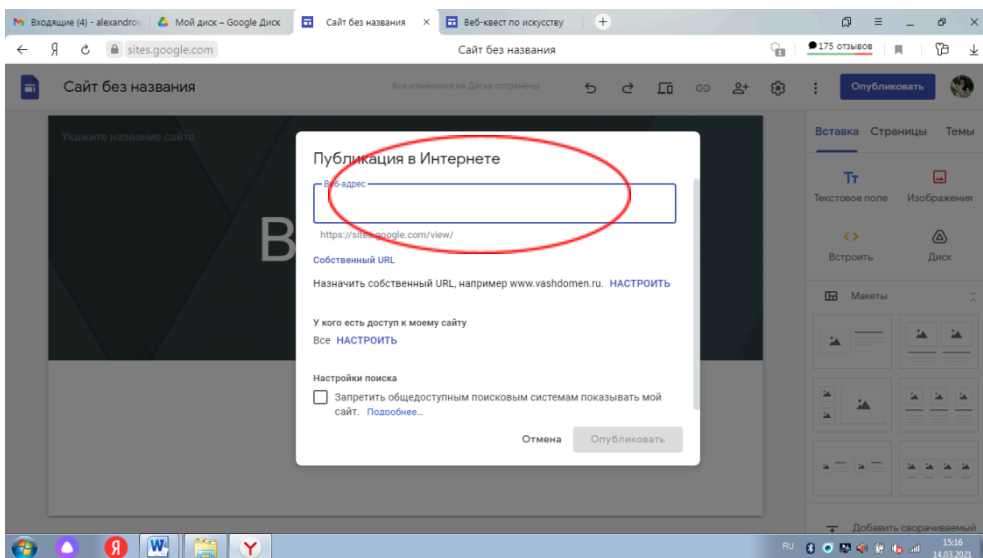 Входящие (4) - alexandrov
Мой диск – Google Диск
Сайт без названия
Веб-квест по искусству
sites.google.com
Сайт без названия
175 отзывов
Сайт без названия
Все изменения на Диске сохранены
Опубликовать
Укажите название сайта
В
Вставка Страницы Темы
Текстовое поле
Изображения
Встроить
Диск
Макеты
Добавить сворачиваемый
Публикация в Интернете
Веб-адрес
https://sites.google.com/view/
Собственный URL
Назначить собственный URL, например www.vashdomen.ru. НАСТРОИТЬ
У кого есть доступ к моему сайту
Все НАСТРОИТЬ
Настройки поиска
Запретить общедоступным поисковым системам показывать мой
сайт. Подробнее…
Отмена
Опубликовать
RU
15:16
14.03.2021